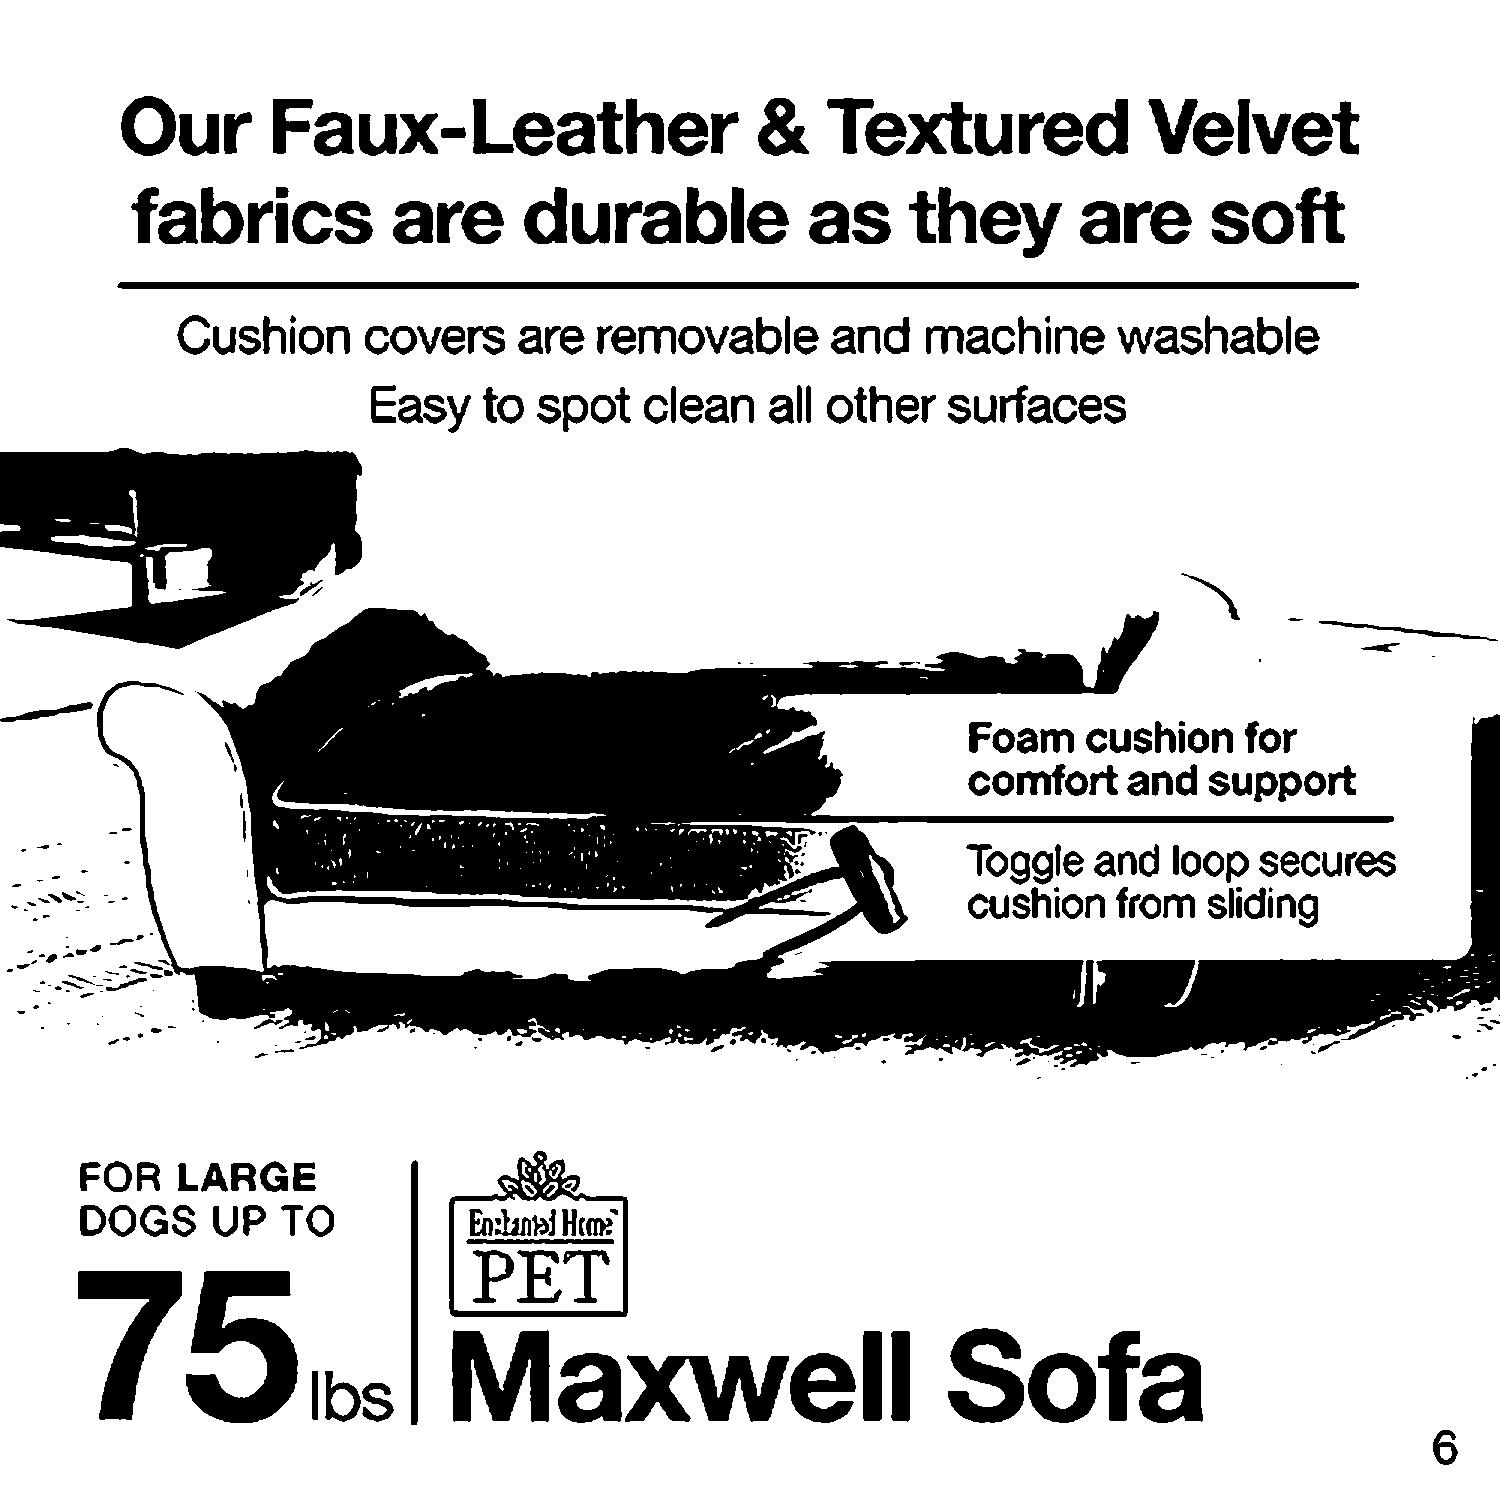 Our Faux-Leather & Textured Velvet
fabrics are durable as they are soft
Cushion covers are removable and machine washable
Easy to spot clean all other surfaces
Foam cushion for
comfort and support
Toggle and loop secures
cushion from sliding
FOR LARGE
DOGS UP TO
75 lbs
Enchanted Home™
PET
Maxwell Sofa
6